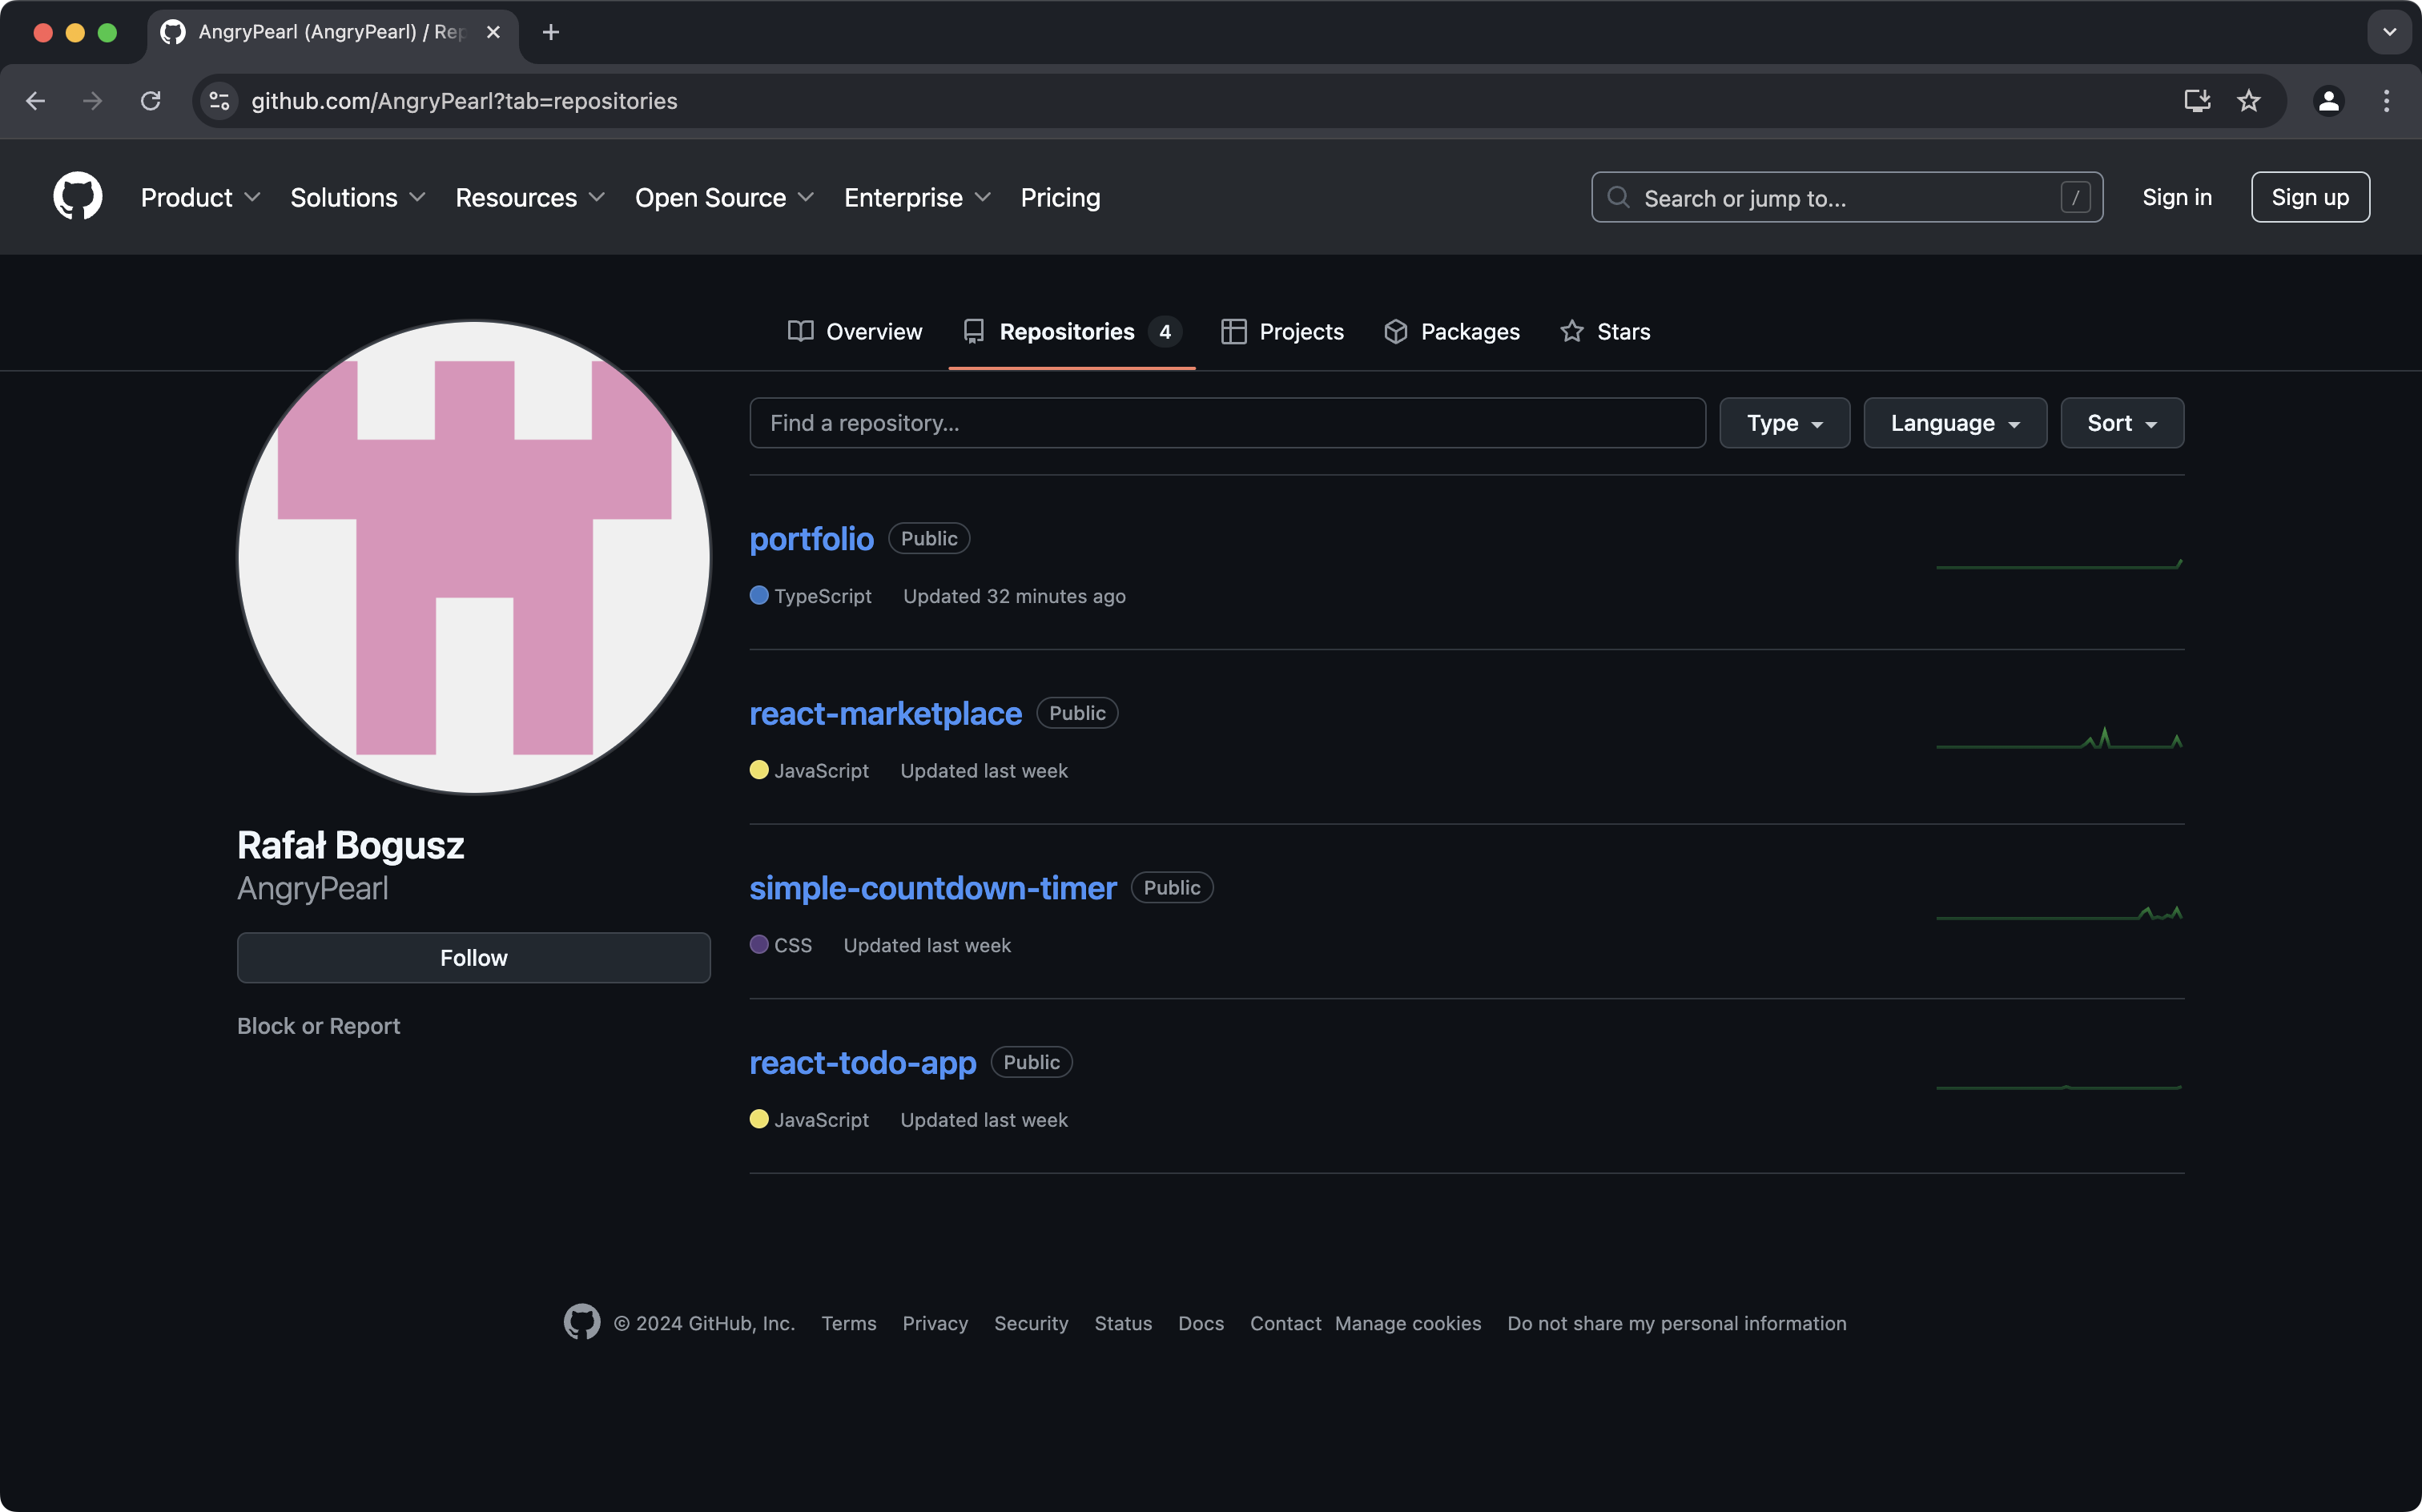 AngryPearl (AngryPearl) / Rep
github.com/AngryPearl?tab=repositories
Product Solutions Resources Open Source Enterprise Pricing Search or jump to... / Sign in Sign up
Overview Repositories 4 Projects Packages Stars
Find a repository... Type Language Sort
portfolio Public
TypeScript Updated 32 minutes ago
react-marketplace Public
JavaScript Updated last week
Rafał Bogusz
AngryPearl
Follow
Block or Report
simple-countdown-timer Public
CSS Updated last week
react-todo-app Public
JavaScript Updated last week
© 2024 GitHub, Inc. Terms Privacy Security Status Docs Contact Manage cookies Do not share my personal information